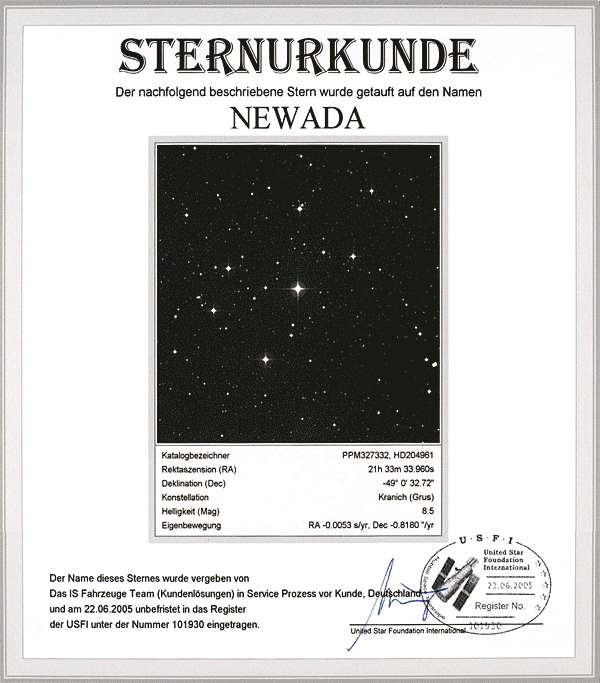 STERNURKUNDE
Der nachfolgend beschriebene Stern wurde getauft auf den Namen
NEWADA
Katalogbezeichner PPM327332, HD204961
Rektaszension (RA) 21h 33m 33.960s
Deklination (Dec) -49° 0' 32.72"
Konstellation Kranich (Grus)
Helligkeit (Mag) 8.5
Eigenbewegung RA -0.0053 s/yr, Dec -0.8180 "/yr
Der Name dieses Sternes wurde vergeben von
Das IS Fahrzeuge Team (Kundenlösungen) in Service Prozess vor Kunde, Deutschland
und am 22.06.2005 unbefristet in das Register
der USFI unter der Nummer 101930 eingetragen.
United Star Foundation International
U·S·F·I
United Star
Foundation
International
23.06.2005
Register No.
101930